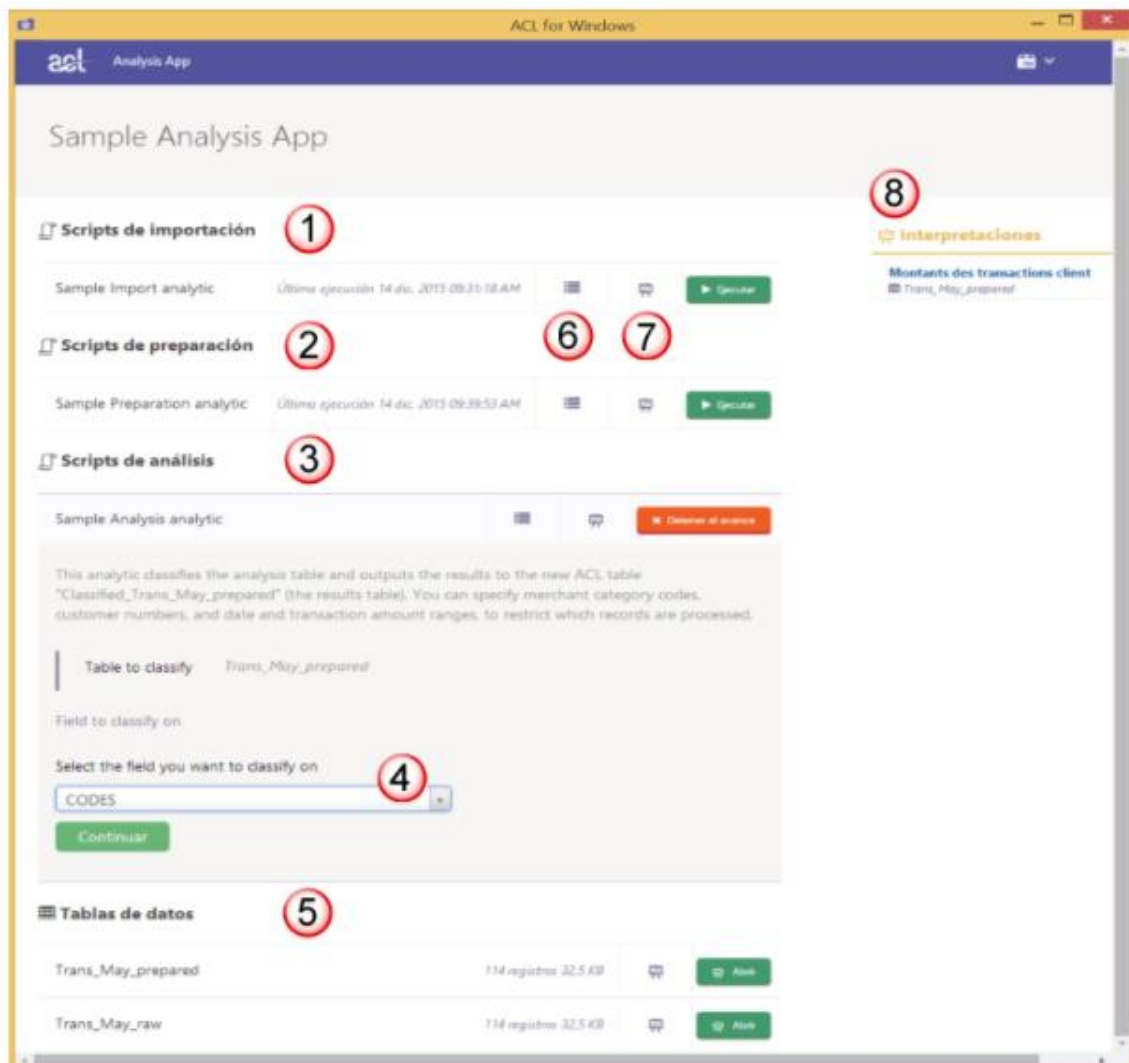 ACL for Windows
acl Analysis App
Sample Analysis App
8
Scripts de importación 1
Interpretaciones
Montants des transactions client
Trans_May_prepared
Sample Import analytic Última ejecución 14 dic. 2015 09:31:18 AM Ejecutar
6 7
Scripts de preparación 2
Sample Preparation analytic Última ejecución 14 dic. 2015 09:39:53 AM Ejecutar
Scripts de análisis 3
Sample Analysis analytic Detener el avance
This analytic classifies the analysis table and outputs the results to the new ACL table
"Classified_Trans_May_prepared" (the results table). You can specify merchant category codes,
customer numbers, and date and transaction amount ranges, to restrict which records are processed.
Table to classify Trans_May_prepared
Field to classify on
Select the field you want to classify on
4
CODES
Continuar
Tablas de datos 5
Trans_May_prepared 114 registros 32,5 KB Abrir
Trans_May_raw 114 registros 32,5 KB Abrir